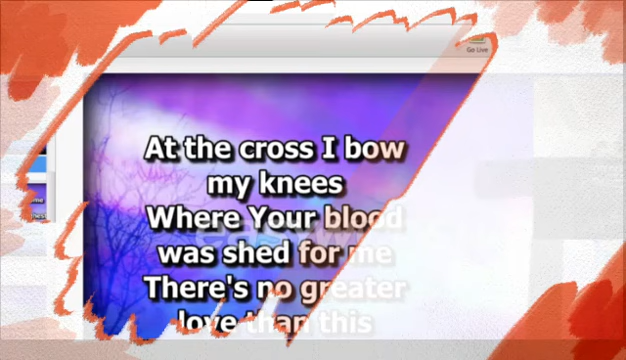 Go Live
At the cross I bow
my knees
Where Your blood
was shed for me
There's no greater
love than this